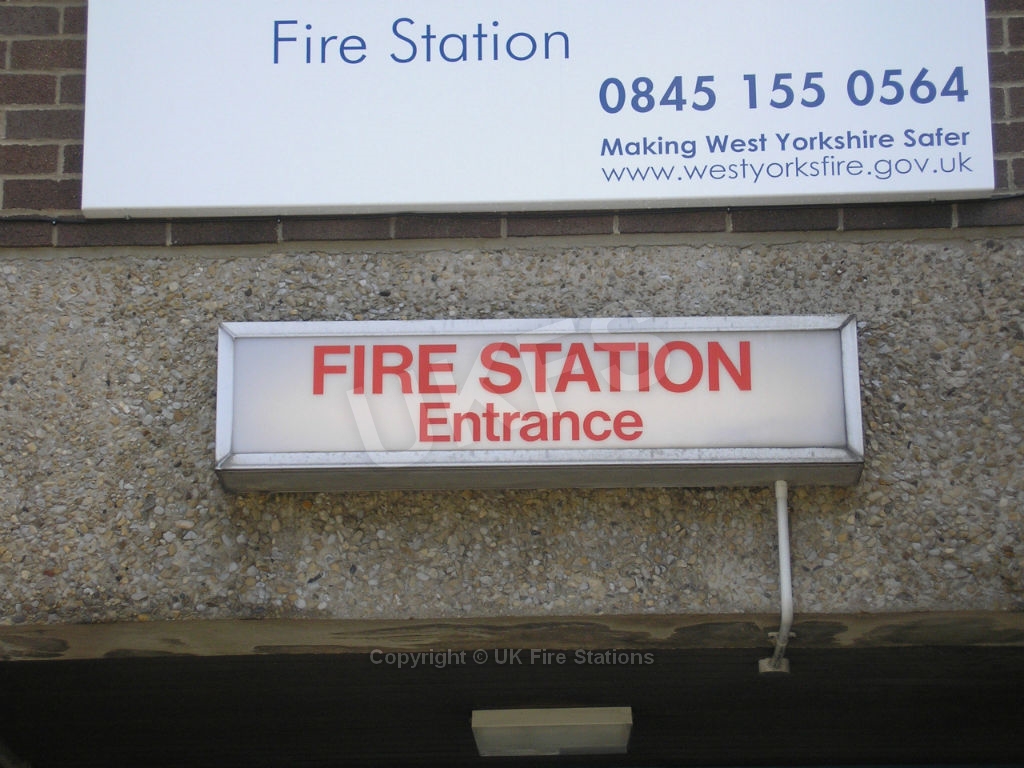 Fire Station
0845 155 0564
Making West Yorkshire Safer
www.westyorksfire.gov.uk
FIRE STATION
Entrance
UKFS
Copyright © UK Fire Stations